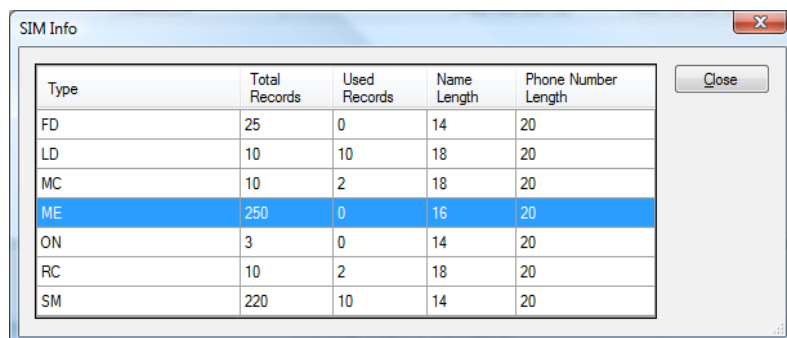 SIM Info
Type Total Records Used Records Name Length Phone Number Length
FD 25 0 14 20
LD 10 10 18 20
MC 10 2 18 20
ME 250 0 16 20
ON 3 0 14 20
RC 10 2 18 20
SM 220 10 14 20
Close